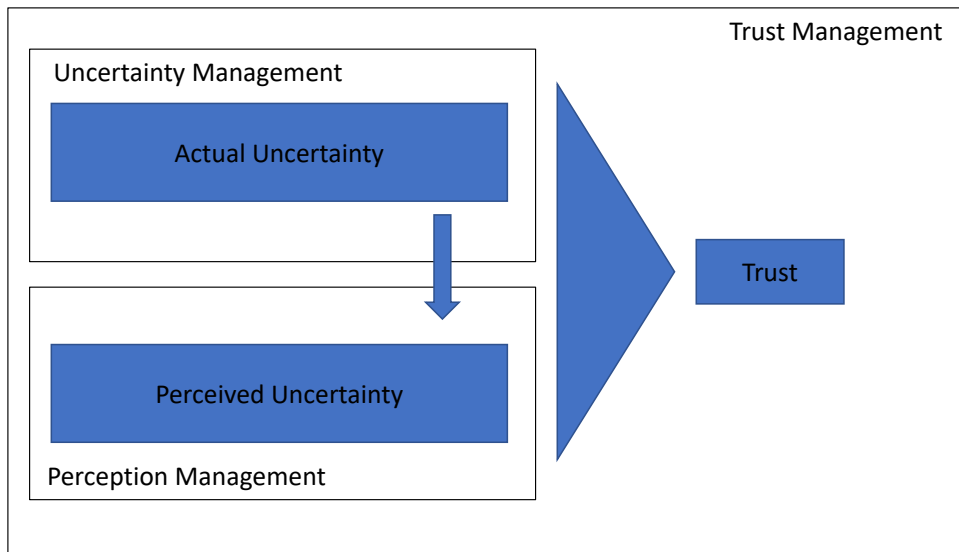 Trust Management
Uncertainty Management
Actual Uncertainty
Trust
Perceived Uncertainty
Perception Management